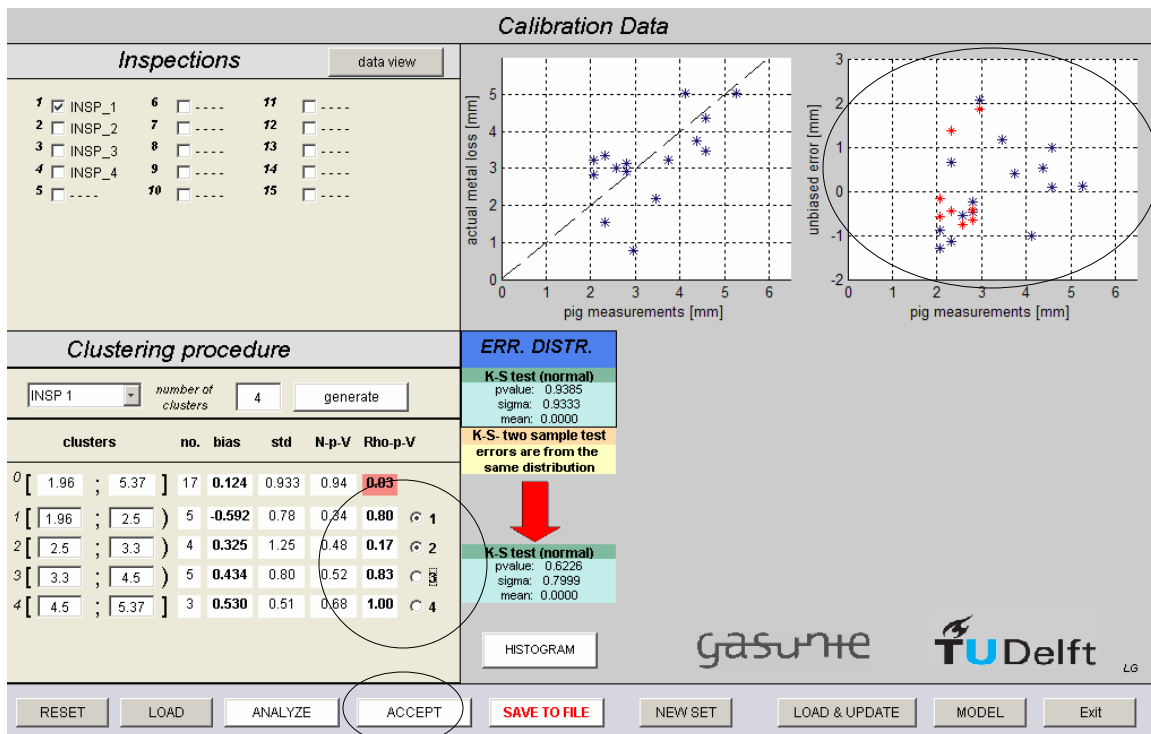 Calibration Data
Inspections
data view
1 INSP_1 6 ---- 11 ----
2 INSP_2 7 ---- 12 ----
3 INSP_3 8 ---- 13 ----
4 INSP_4 9 ---- 14 ----
5 ---- 10 ---- 15 ----
actual metal loss [mm]
5
4
3
2
1
0
0 1 2 3 4 5 6
pig measurements [mm]
unbiased error [mm]
3
2
1
0
-1
-2
0 1 2 3 4 5 6
pig measurements [mm]
Clustering procedure
INSP 1 number of clusters 4 generate
clusters no. bias std N-p-V Rho-p-V
0 [ 1.96 ; 5.37 ] 17 0.124 0.933 0.94 0.03
1 [ 1.96 ; 2.5 ) 5 -0.592 0.78 0.34 0.80 1
2 [ 2.5 ; 3.3 ) 4 0.325 1.25 0.48 0.17 2
3 [ 3.3 ; 4.5 ) 5 0.434 0.80 0.52 0.83 3
4 [ 4.5 ; 5.37 ] 3 0.530 0.51 0.68 1.00 4
ERR. DISTR.
K-S test (normal)
pvalue: 0.9385
sigma: 0.9333
mean: 0.0000
K-S- two sample test
errors are from the
same distribution
K-S test (normal)
pvalue: 0.6226
sigma: 0.7999
mean: 0.0000
HISTOGRAM
gasunie
TU Delft
LG
RESET LOAD ANALYZE ACCEPT SAVE TO FILE NEW SET LOAD & UPDATE MODEL Exit